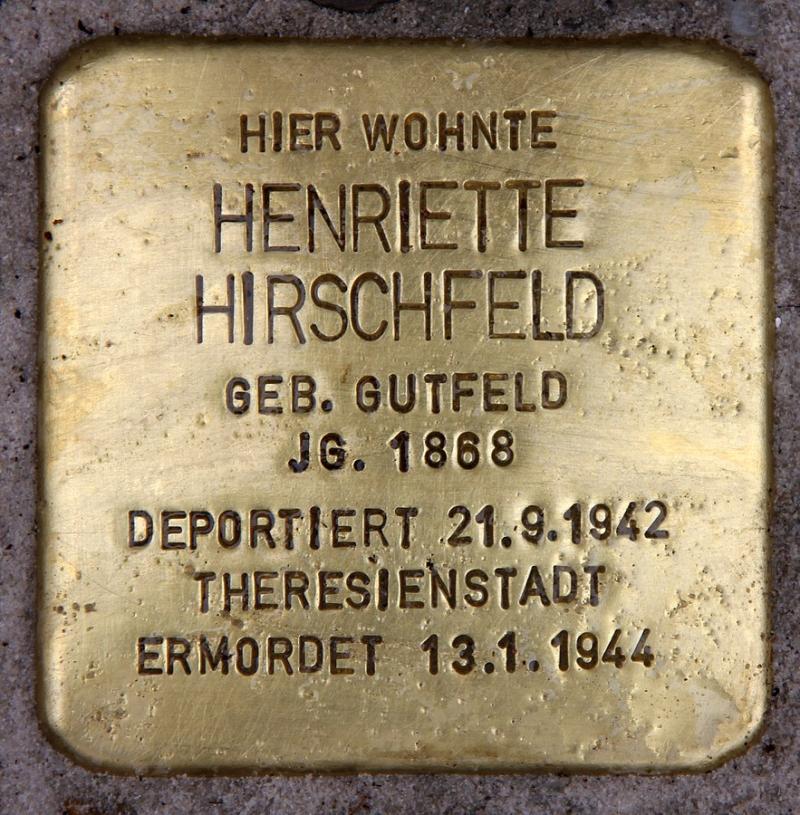 HIER WOHNTE
HENRIETTE
HIRSCHFELD
GEB. GUTFELD
JG. 1868
DEPORTIERT 21.9.1942
THERESIENSTADT
ERMORDET 13.1.1944